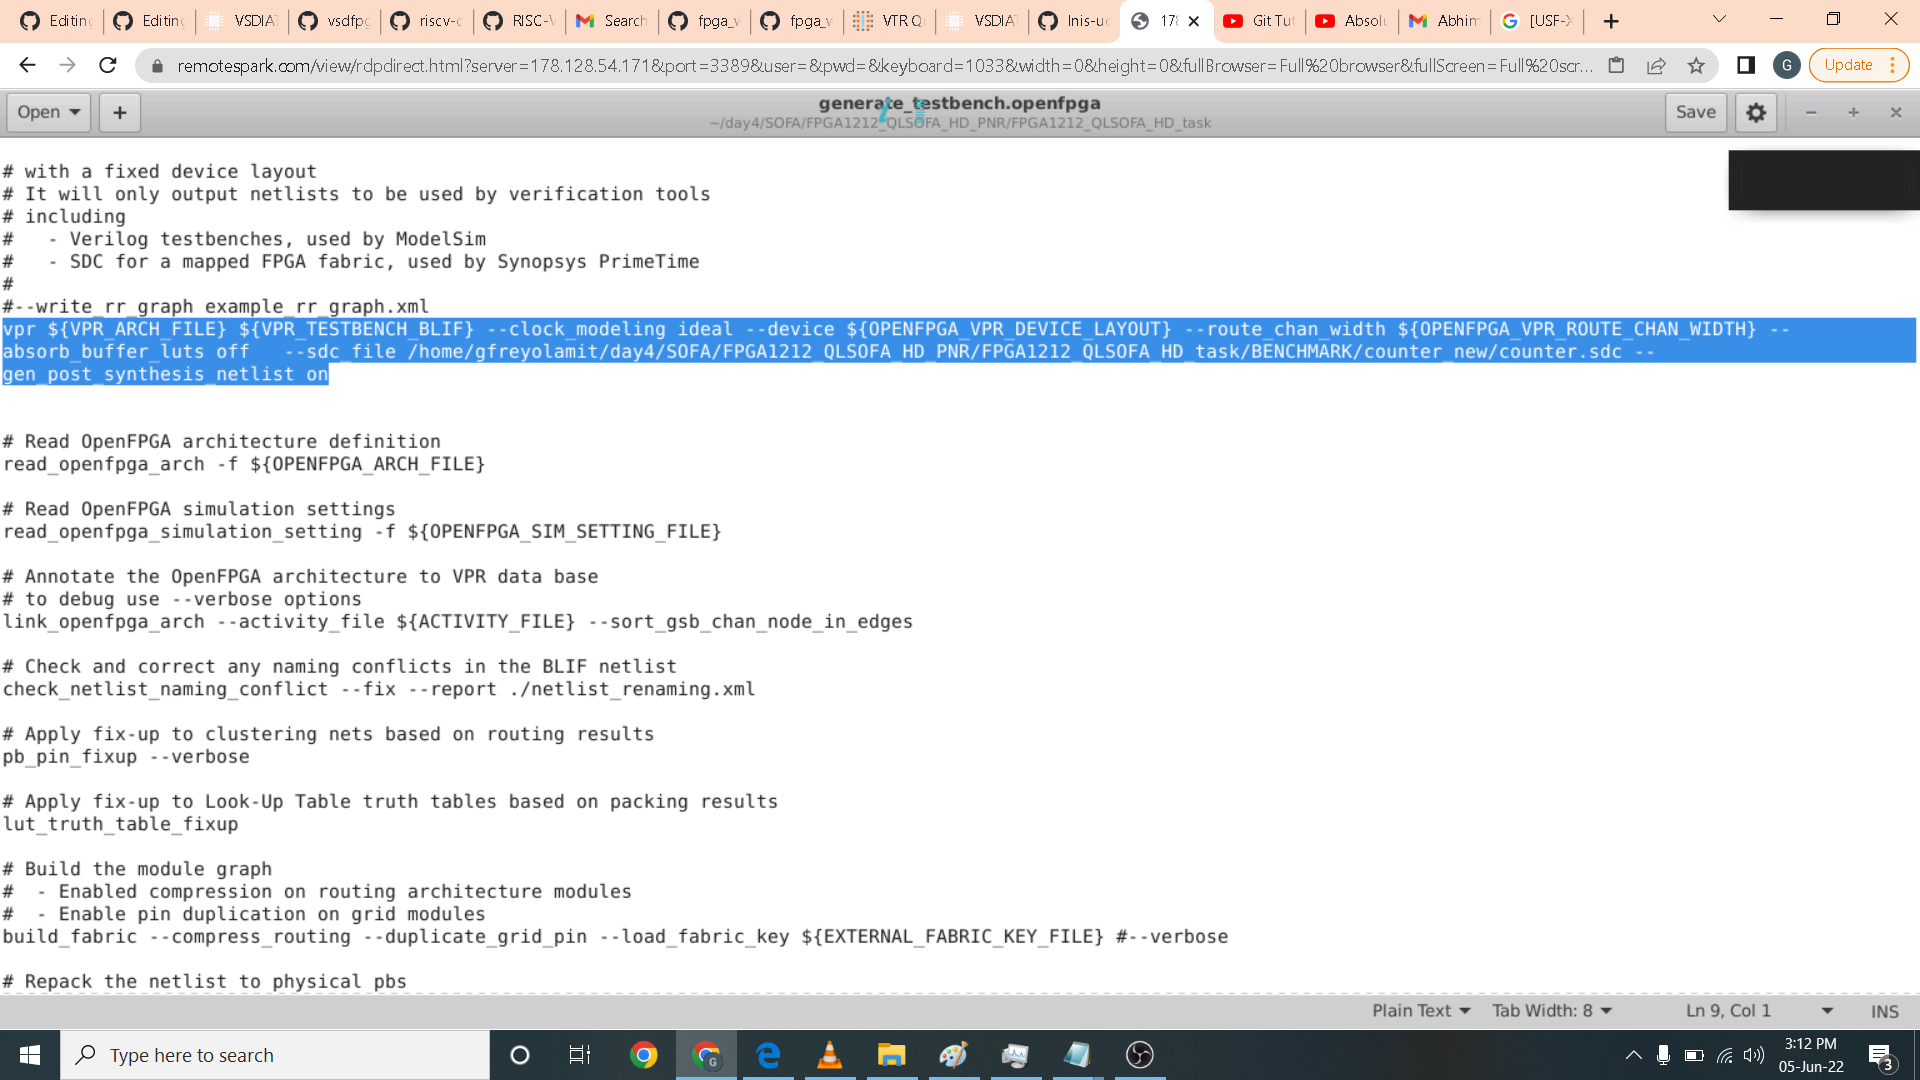 Editing
Editing
VSDIAT
vsdfpg
riscv-c
RISC-V
Search
fpga_v
fpga_v
VTR Q
VSDIAT
lnis-uc
178
Git Tut
Absolu
Abhim
[USF-X
remotespark.com/view/rdpdirect.html?server=178.128.54.171&port=3389&user=&pwd=&keyboard=1033&width=0&height=0&fullBrowser=Full%20browser&fullScreen=Full%20scr...
G
Update
Open
generate_testbench.openfpga
~/day4/SOFA/FPGA1212_QLSOFA_HD_PNR/FPGA1212_QLSOFA_HD_task
Save
# with a fixed device layout
# It will only output netlists to be used by verification tools
# including
#   - Verilog testbenches, used by ModelSim
#   - SDC for a mapped FPGA fabric, used by Synopsys PrimeTime
#
#--write_rr_graph example_rr_graph.xml
vpr ${VPR_ARCH_FILE} ${VPR_TESTBENCH_BLIF} --clock_modeling ideal --device ${OPENFPGA_VPR_DEVICE_LAYOUT} --route_chan_width ${OPENFPGA_VPR_ROUTE_CHAN_WIDTH} --
absorb_buffer_luts off   --sdc_file /home/gfreyolamit/day4/SOFA/FPGA1212_QLSOFA_HD_PNR/FPGA1212_QLSOFA_HD_task/BENCHMARK/counter_new/counter.sdc --
gen_post_synthesis_netlist on
# Read OpenFPGA architecture definition
read_openfpga_arch -f ${OPENFPGA_ARCH_FILE}
# Read OpenFPGA simulation settings
read_openfpga_simulation_setting -f ${OPENFPGA_SIM_SETTING_FILE}
# Annotate the OpenFPGA architecture to VPR data base
# to debug use --verbose options
link_openfpga_arch --activity_file ${ACTIVITY_FILE} --sort_gsb_chan_node_in_edges
# Check and correct any naming conflicts in the BLIF netlist
check_netlist_naming_conflict --fix --report ./netlist_renaming.xml
# Apply fix-up to clustering nets based on routing results
pb_pin_fixup --verbose
# Apply fix-up to Look-Up Table truth tables based on packing results
lut_truth_table_fixup
# Build the module graph
#  - Enabled compression on routing architecture modules
#  - Enable pin duplication on grid modules
build_fabric --compress_routing --duplicate_grid_pin --load_fabric_key ${EXTERNAL_FABRIC_KEY_FILE} #--verbose
# Repack the netlist to physical pbs
Plain Text
Tab Width: 8
Ln 9, Col 1
INS
Type here to search
G
3:12 PM
05-Jun-22
3